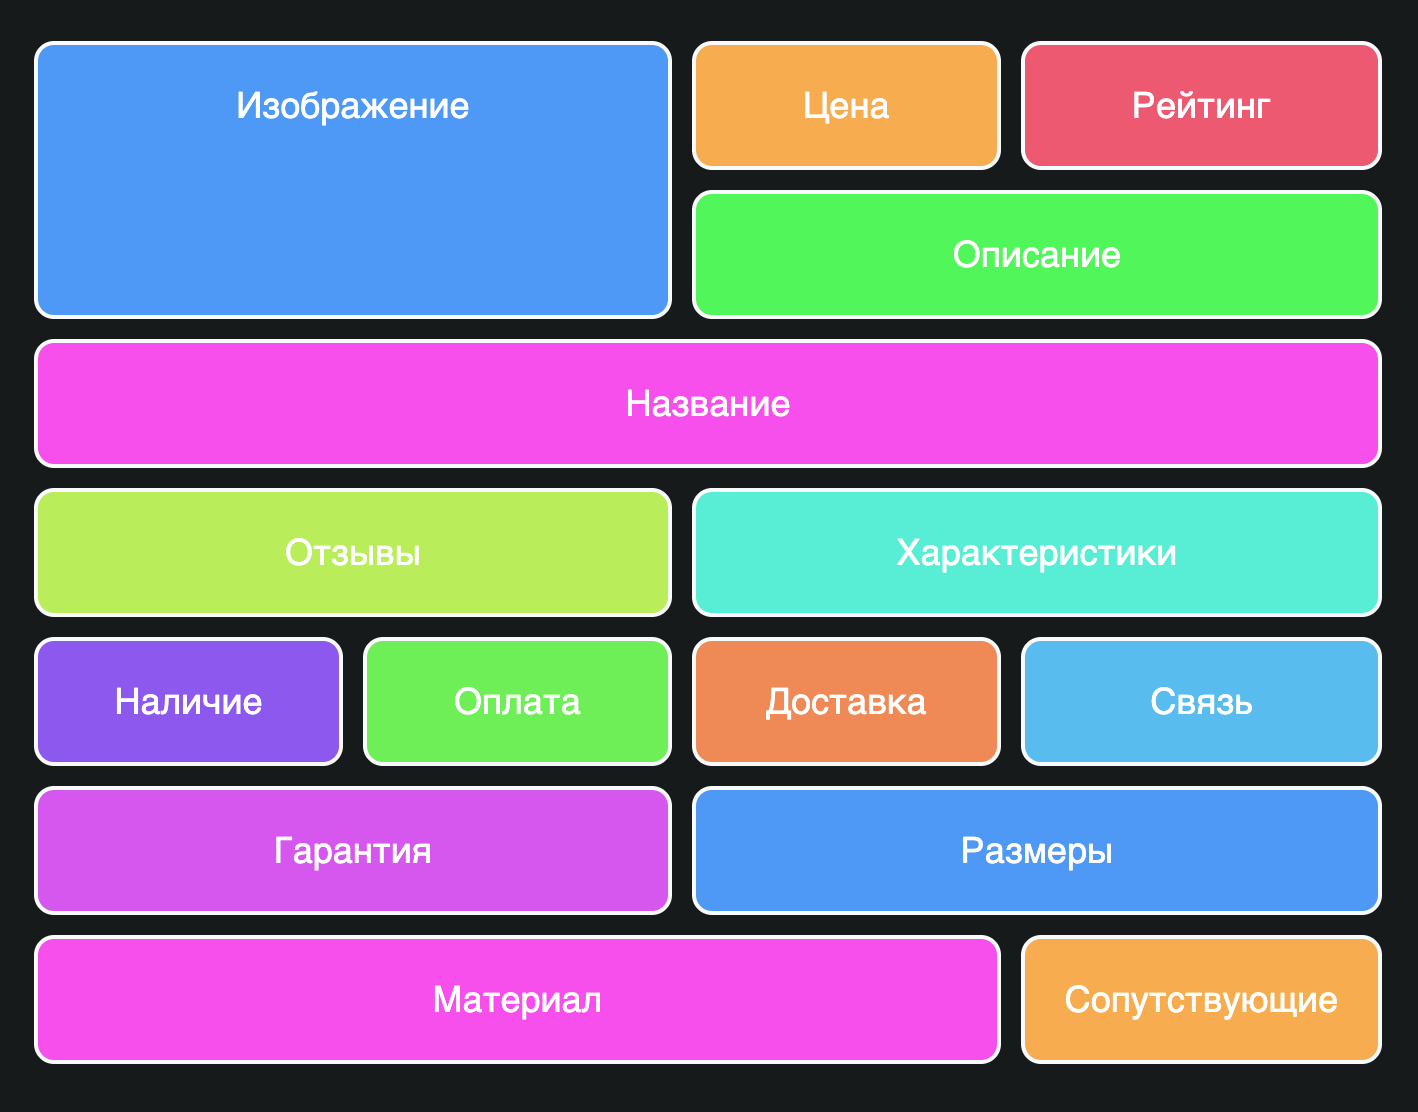 Изображение
Цена
Рейтинг
Описание
Название
Отзывы
Характеристики
Наличие
Оплата
Доставка
Связь
Гарантия
Размеры
Материал
Сопутствующие